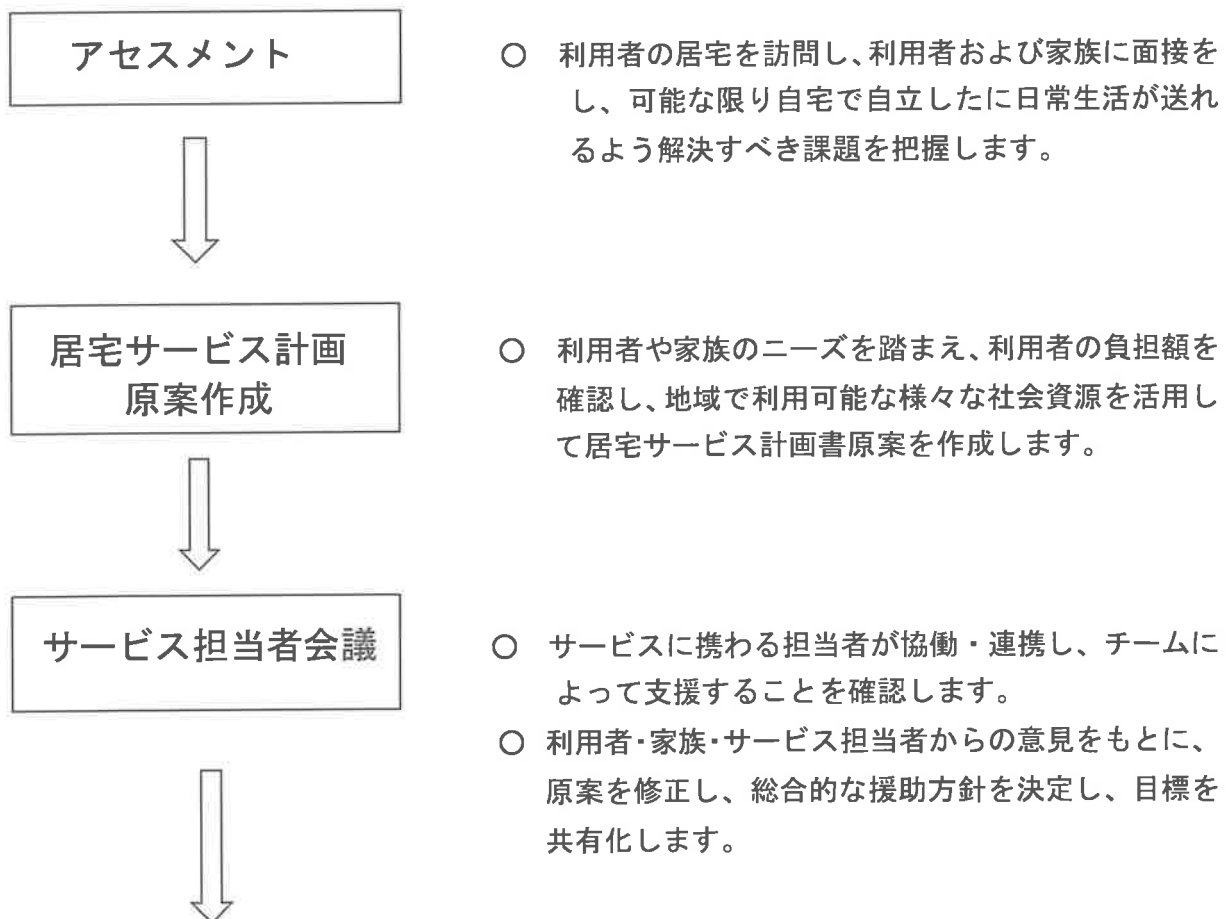 アセスメント
○ 利用者の居宅を訪問し、利用者および家族に面接を
し、可能な限り自宅で自立したに日常生活が送れ
るよう解決すべき課題を把握します。
居宅サービス計画
原案作成
○ 利用者や家族のニーズを踏まえ、利用者の負担額を
確認し、地域で利用可能な様々な社会資源を活用し
て居宅サービス計画書原案を作成します。
サービス担当者会議
○ サービスに携わる担当者が協働・連携し、チームに
よって支援することを確認します。
○ 利用者・家族・サービス担当者からの意見をもとに、
原案を修正し、総合的な援助方針を決定し、目標を
共有化します。